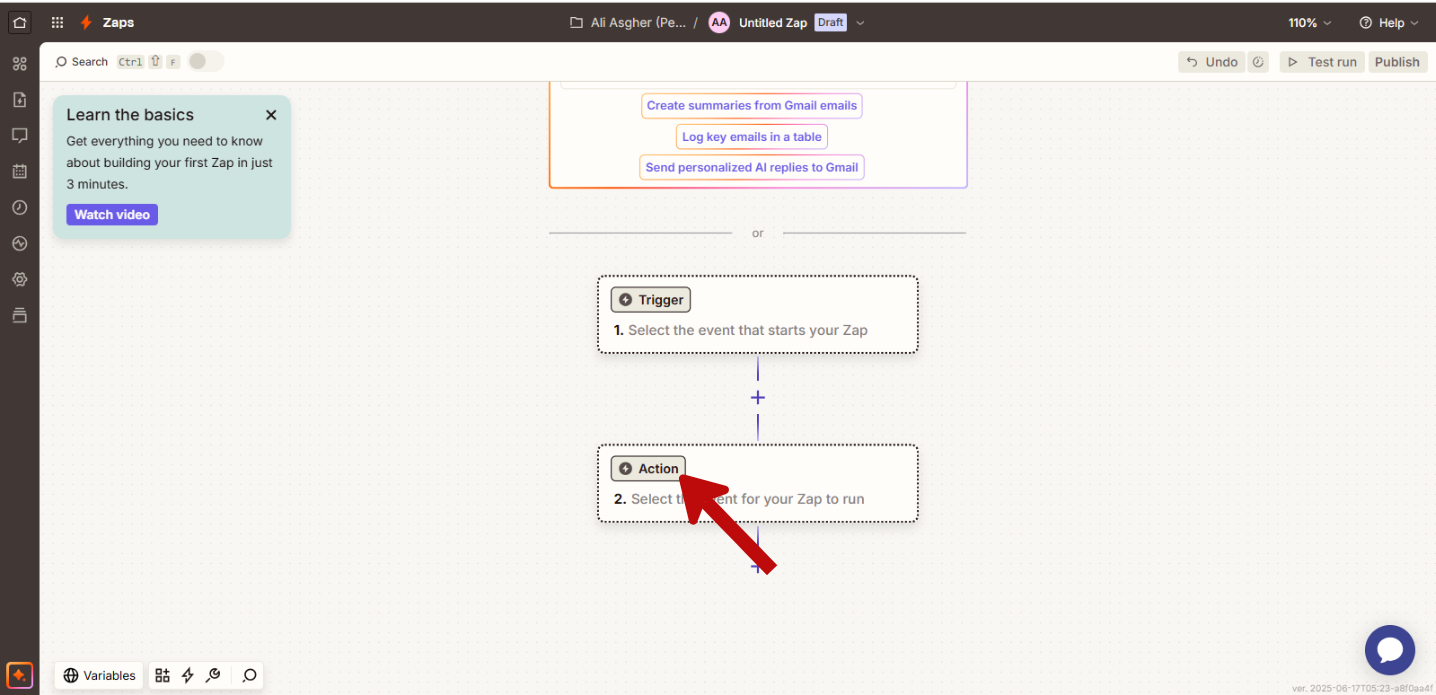 Zaps
Ali Asgher (Pe... / AA Untitled Zap Draft
110%
Help
Search Ctrl ⇧ F
Undo
Test run
Publish
Learn the basics
Get everything you need to know
about building your first Zap in just
3 minutes.
Watch video
Create summaries from Gmail emails
Log key emails in a table
Send personalized AI replies to Gmail
or
Trigger
1. Select the event that starts your Zap
Action
2. Select for your Zap to run
Variables
ver. 2025-06-17T05:23-a8f0aa4f